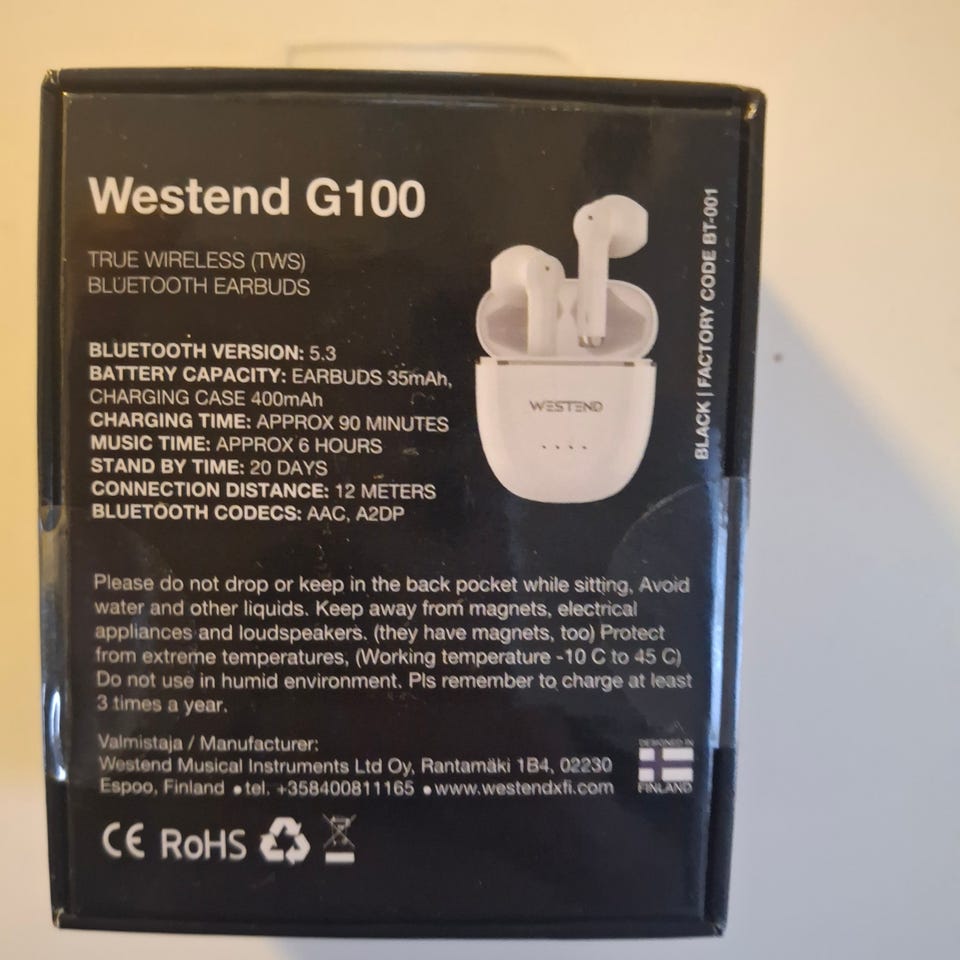 Westend G100
TRUE WIRELESS (TWS)
BLUETOOTH EARBUDS
BLUETOOTH VERSION: 5.3
BATTERY CAPACITY: EARBUDS 35mAh,
CHARGING CASE 400mAh
CHARGING TIME: APPROX 90 MINUTES
MUSIC TIME: APPROX 6 HOURS
STAND BY TIME: 20 DAYS
CONNECTION DISTANCE: 12 METERS
BLUETOOTH CODECS: AAC, A2DP
WESTEND
BLACK | FACTORY CODE BT-001
Please do not drop or keep in the back pocket while sitting, Avoid
water and other liquids. Keep away from magnets, electrical
appliances and loudspeakers. (they have magnets, too) Protect
from extreme temperatures, (Working temperature -10 C to 45 C)
Do not use in humid environment. Pls remember to charge at least
3 times a year.
Valmistaja / Manufacturer:
Westend Musical Instruments Ltd Oy, Rantamäki 1B4, 02230
Espoo, Finland • tel. +358400811165 • www.westendxfi.com
DESIGNED IN
FINLAND
CE RoHS